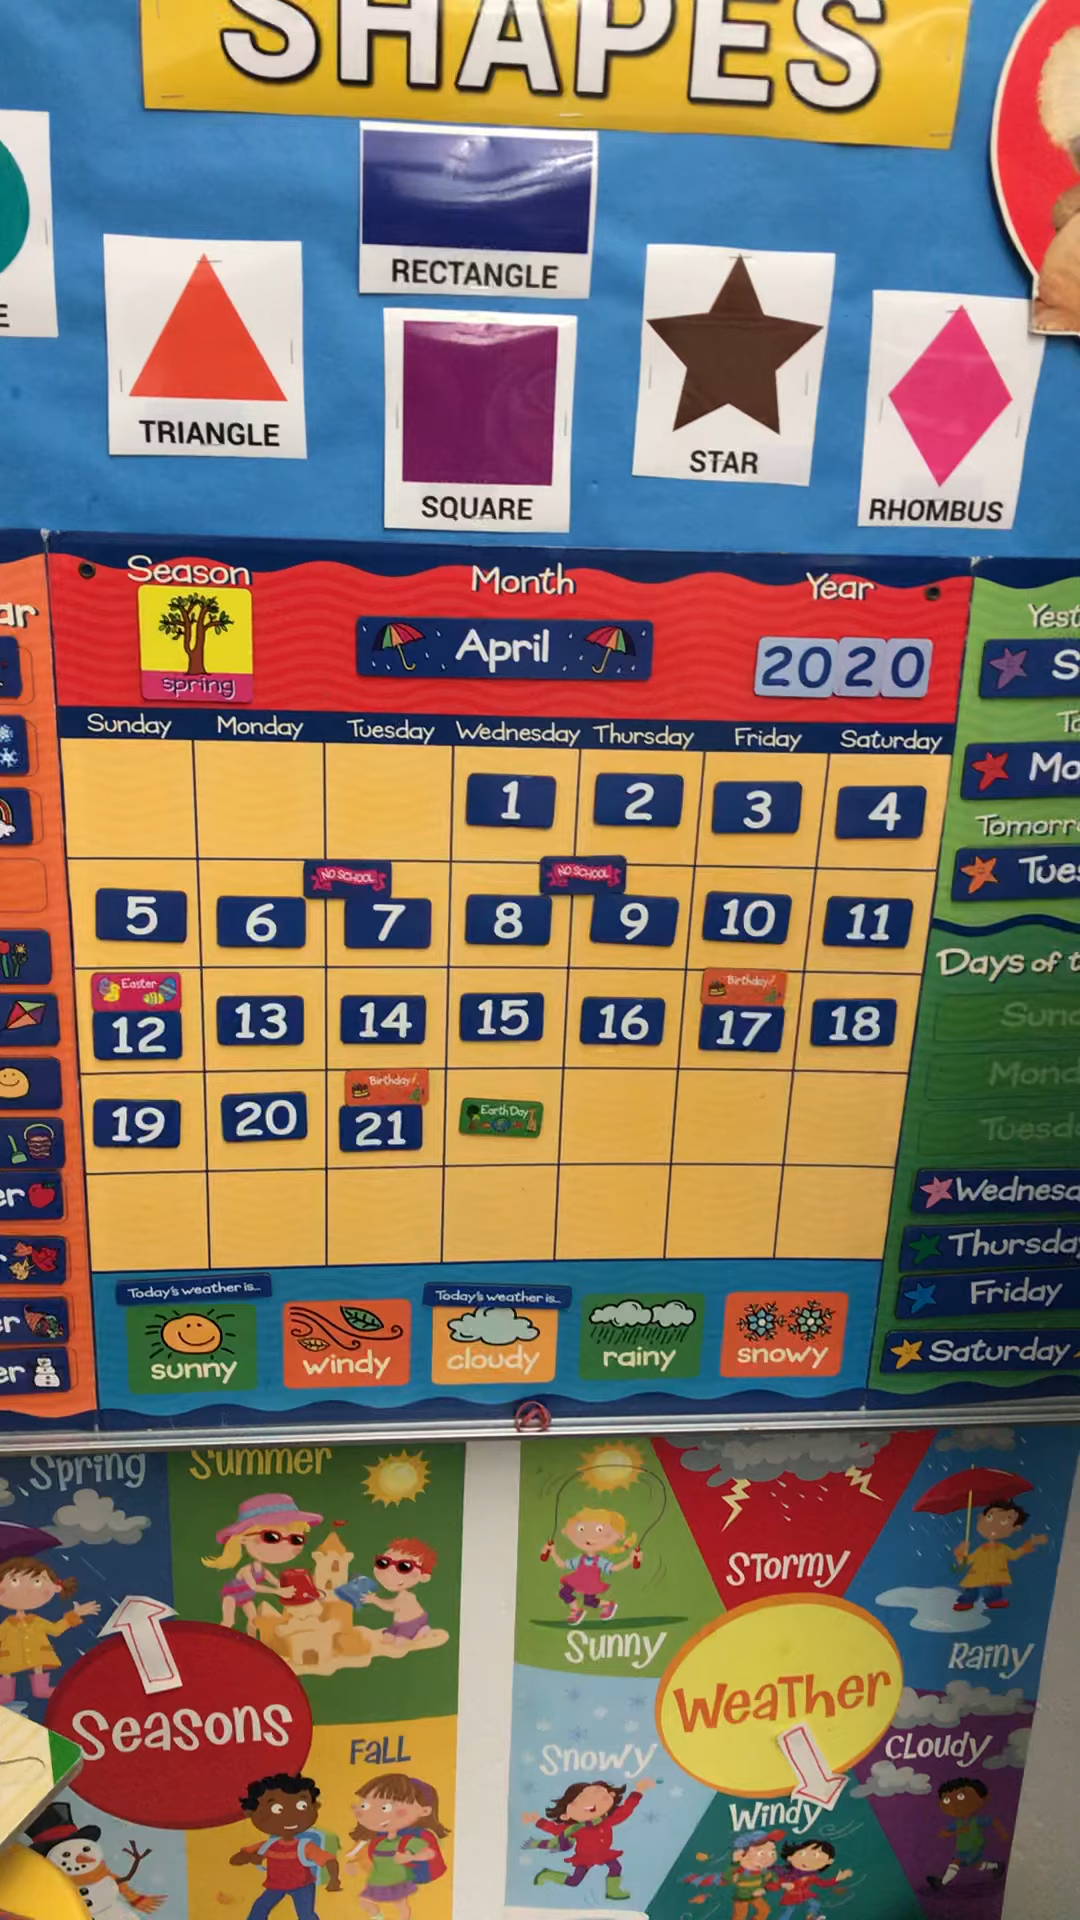 SHAPES
RECTANGLE
TRIANGLE
SQUARE
STAR
RHOMBUS
Season
Month
Year
spring
April
2020
Sunday Monday Tuesday Wednesday Thursday Friday Saturday
1 2 3 4
NO SCHOOL
NO SCHOOL
5 6 7 8 9 10 11
Easter
Birthday!
12 13 14 15 16 17 18
Birthday!
Earth Day
19 20 21
Today's weather is...
Today's weather is...
sunny
windy
cloudy
rainy
snowy
Yest
S
To
Mo
Tomorr
Tues
Days of t
Sund
Mond
Tuesd
Wednesd
Thursda
Friday
Saturday
Spring
Summer
Seasons
Fall
Stormy
Sunny
Rainy
Weather
Snowy
Cloudy
Windy